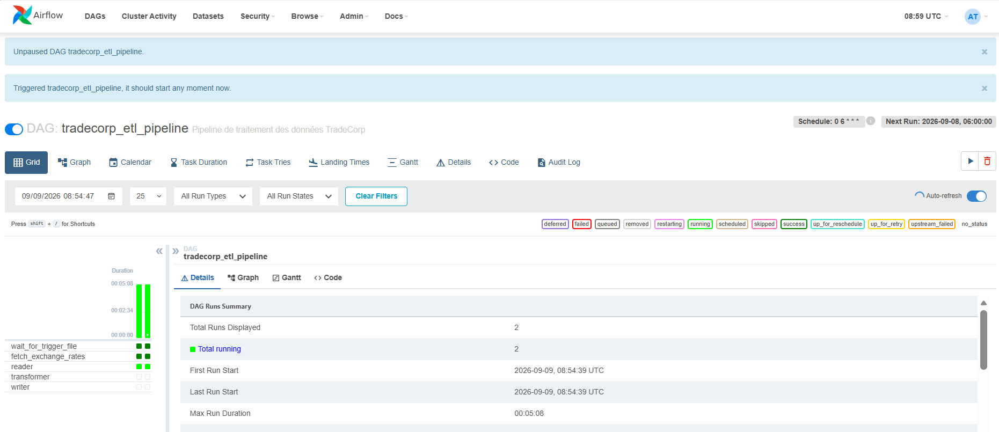 Airflow
DAGs Cluster Activity Datasets Security Browse Admin Docs 08:59 UTC AT
Unpaused DAG tradecorp_etl_pipeline. ×
Triggered tradecorp_etl_pipeline, it should start any moment now. ×
DAG: tradecorp_etl_pipeline Pipeline de traitement des données TradeCorp
Schedule: 0 6 * * * i Next Run: 2026-09-08, 06:00:00
Grid Graph Calendar Task Duration Task Tries Landing Times Gantt Details Code Audit Log
09/09/2026 08:54:47 25 All Run Types All Run States Clear Filters Auto-refresh
Press shift + / for Shortcuts
deferred failed queued removed restarting running scheduled skipped success up_for_reschedule up_for_retry upstream_failed no_status
Duration
00:05:08
00:02:34
00:00:00
wait_for_trigger_file
fetch_exchange_rates
reader
transformer
writer
DAG
tradecorp_etl_pipeline
Details Graph Gantt Code
DAG Runs Summary
Total Runs Displayed 2
Total running 2
First Run Start 2026-09-09, 08:54:39 UTC
Last Run Start 2026-09-09, 08:54:39 UTC
Max Run Duration 00:05:08